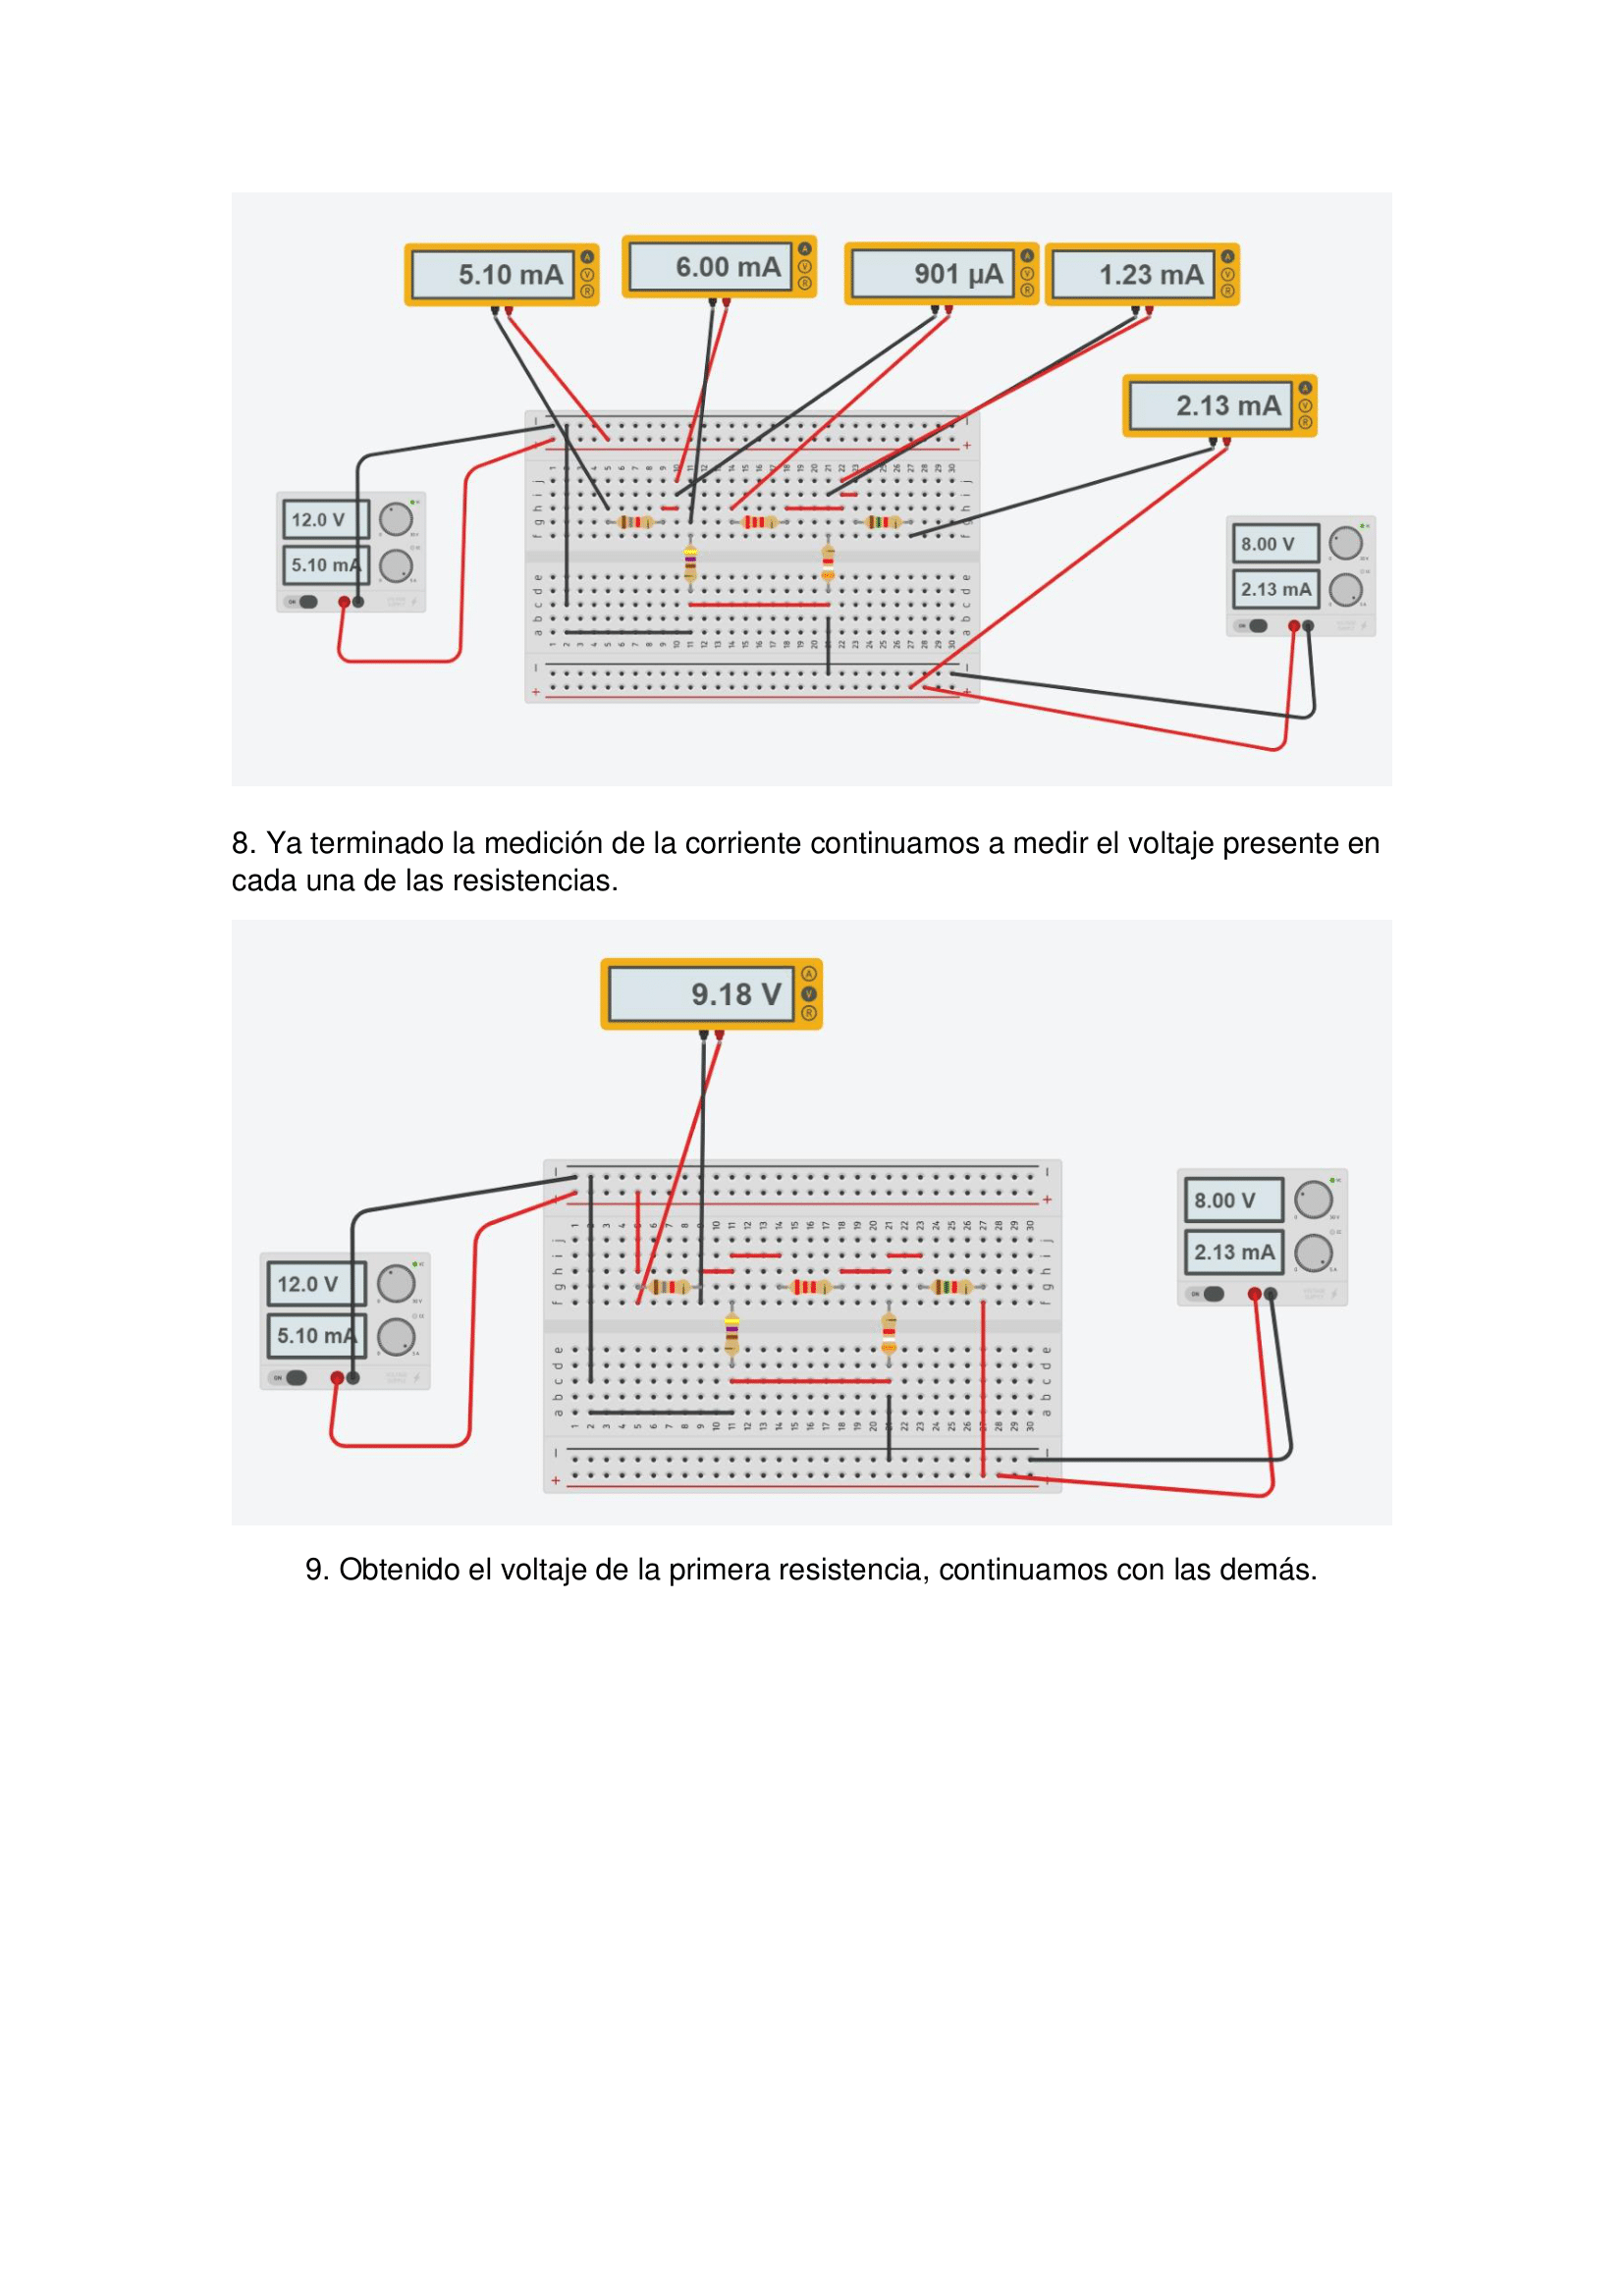 5.10 mA
6.00 mA
901 µA
1.23 mA
2.13 mA
12.0 V
5.10 mA
8.00 V
2.13 mA
8. Ya terminado la medición de la corriente continuamos a medir el voltaje presente en
cada una de las resistencias.
9.18 V
8.00 V
2.13 mA
12.0 V
5.10 mA
9. Obtenido el voltaje de la primera resistencia, continuamos con las demás.